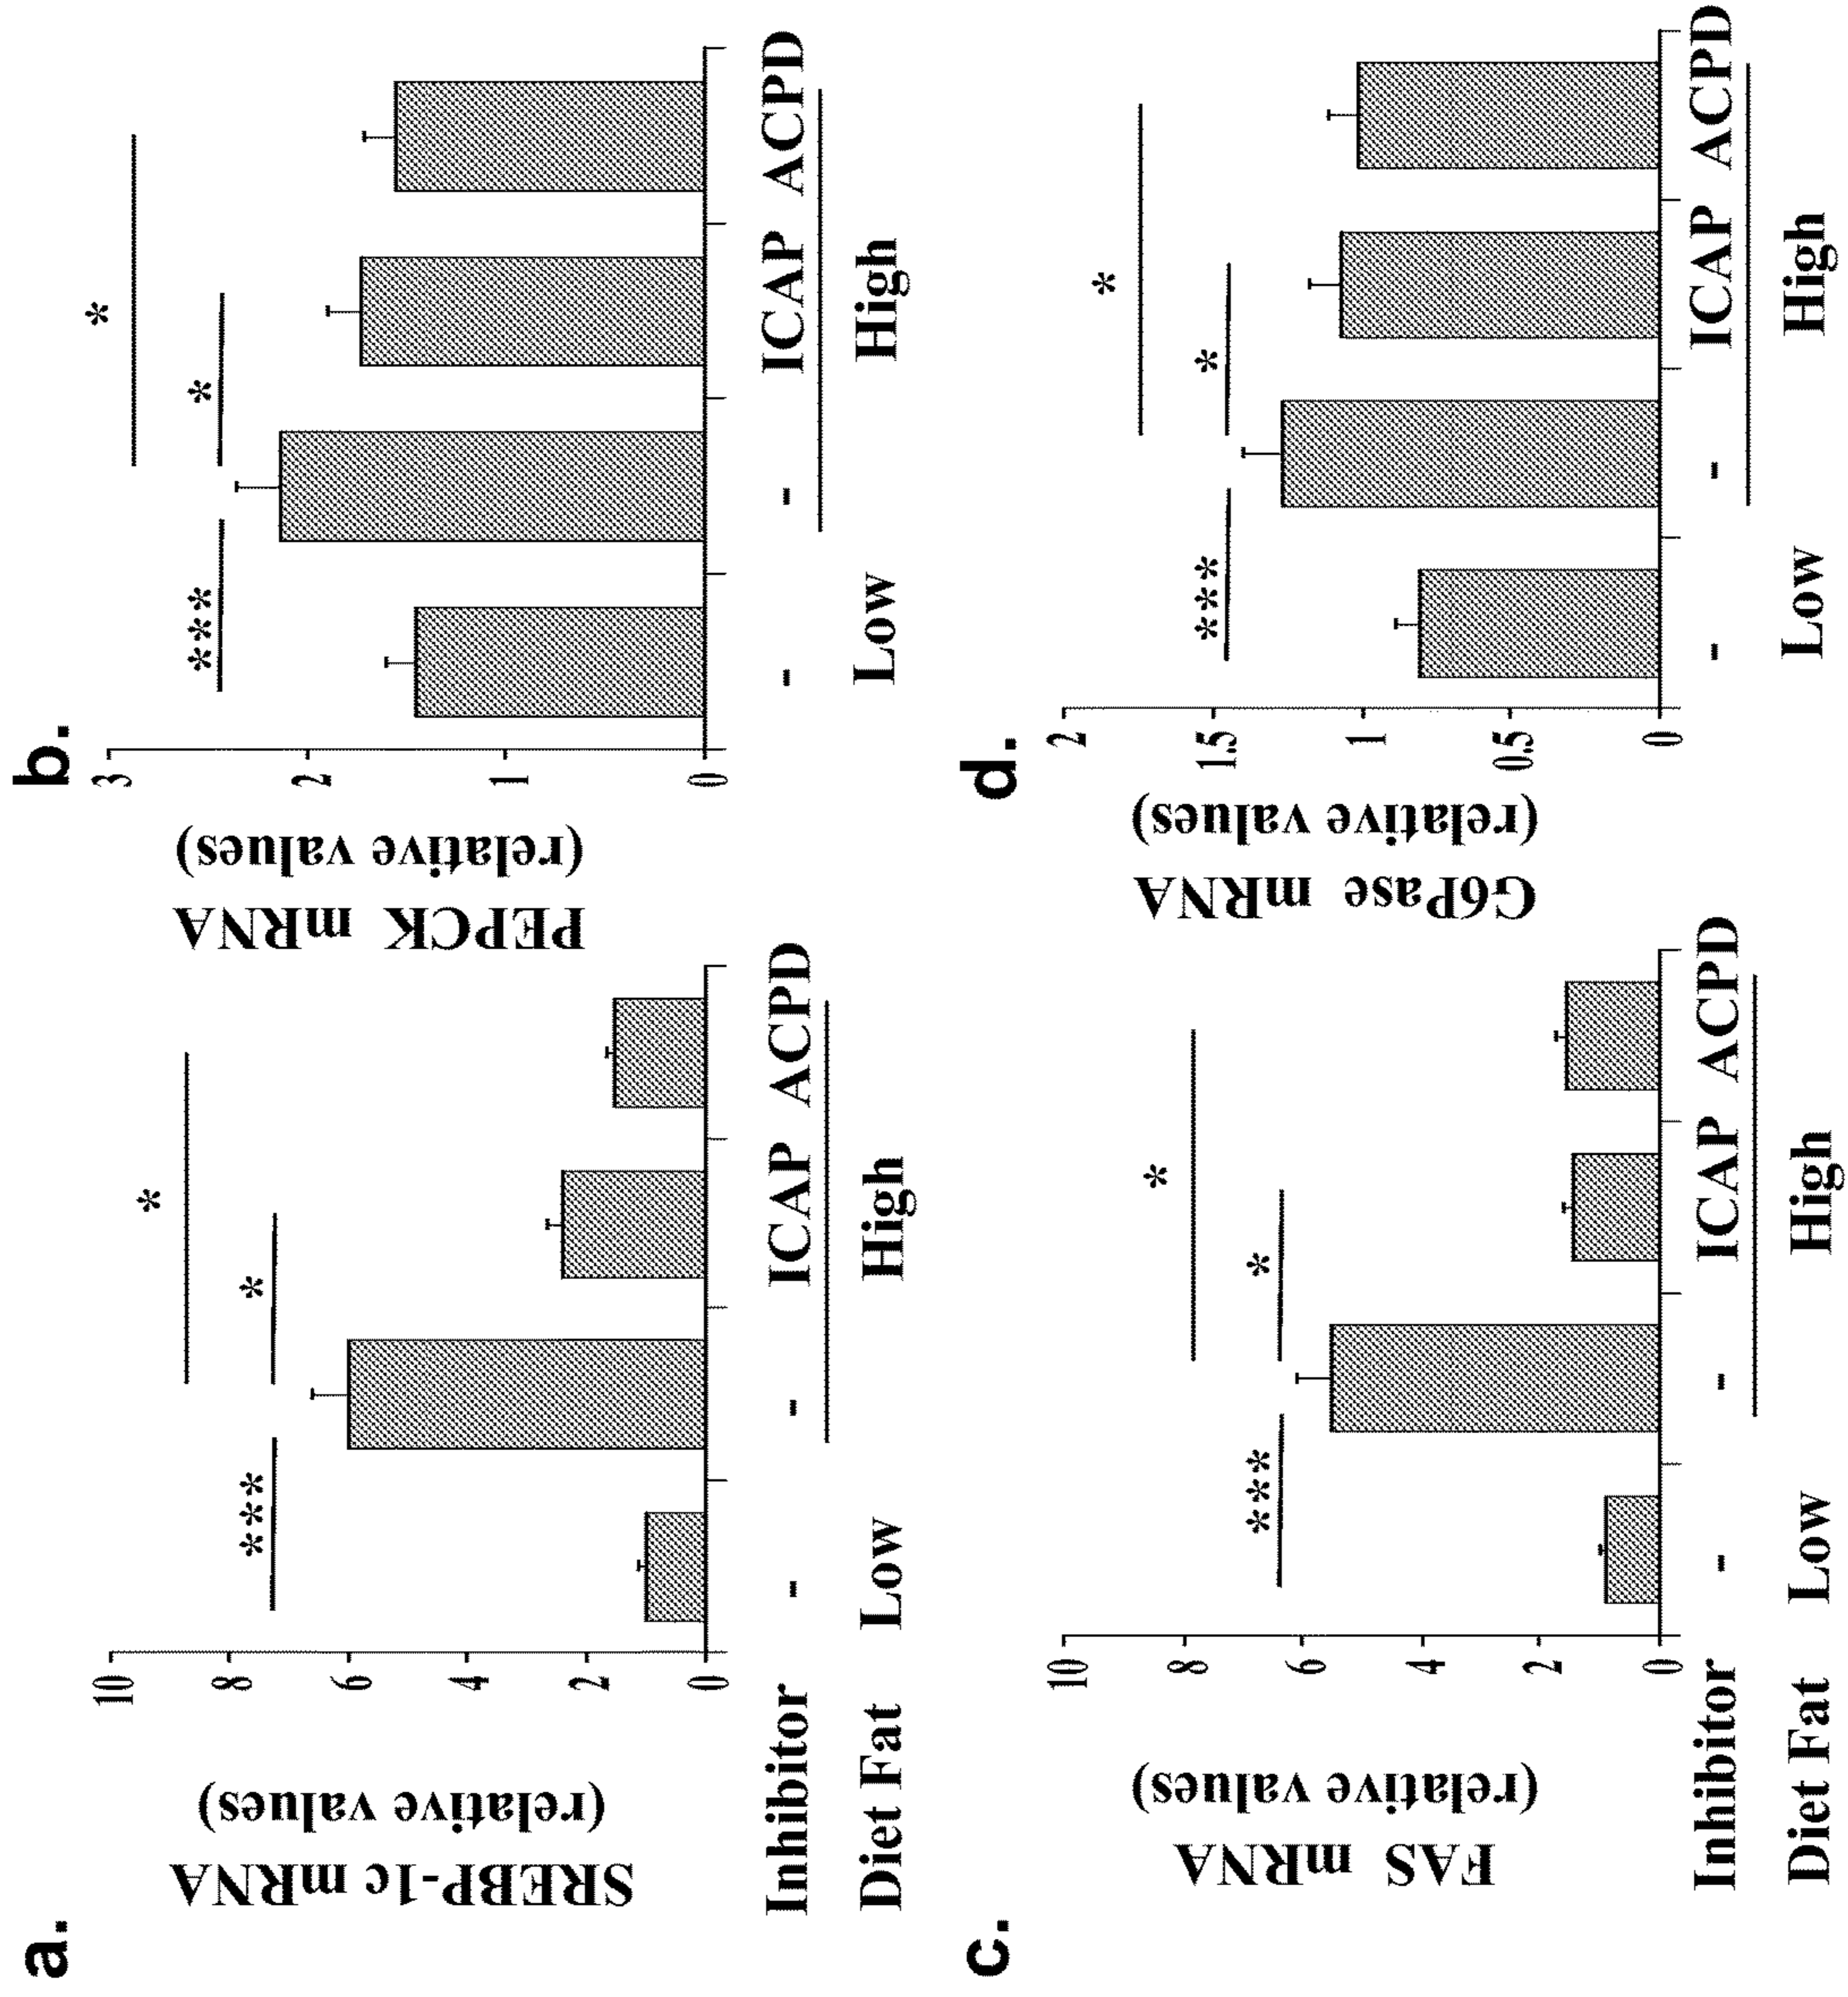 a.
SREBP-1c mRNA
(relative values)
10
8
6
4
2
0
***
*
*
Inhibitor - - ICAP ACPD
Diet Fat Low High
b.
PEPCK mRNA
(relative values)
3
2
1
0
***
*
*
- - ICAP ACPD
Low High
c.
FAS mRNA
(relative values)
10
8
6
4
2
0
***
*
*
Inhibitor - - ICAP ACPD
Diet Fat Low High
d.
G6Pase mRNA
(relative values)
2
1.5
1
0.5
0
***
*
*
- - ICAP ACPD
Low High